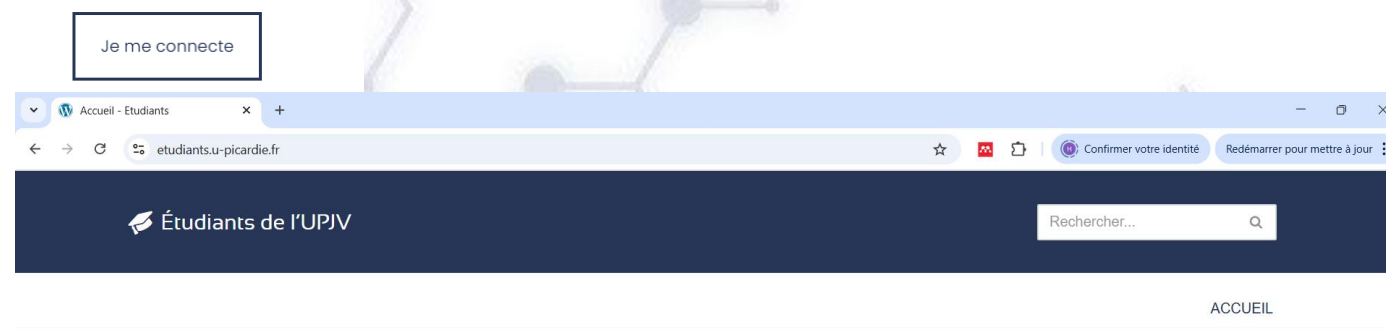 Je me connecte
Accueil - Etudiants
etudiants.u-picardie.fr
Confirmer votre identité
Redémarrer pour mettre à jour
Étudiants de l'UPJV
Rechercher...
ACCUEIL